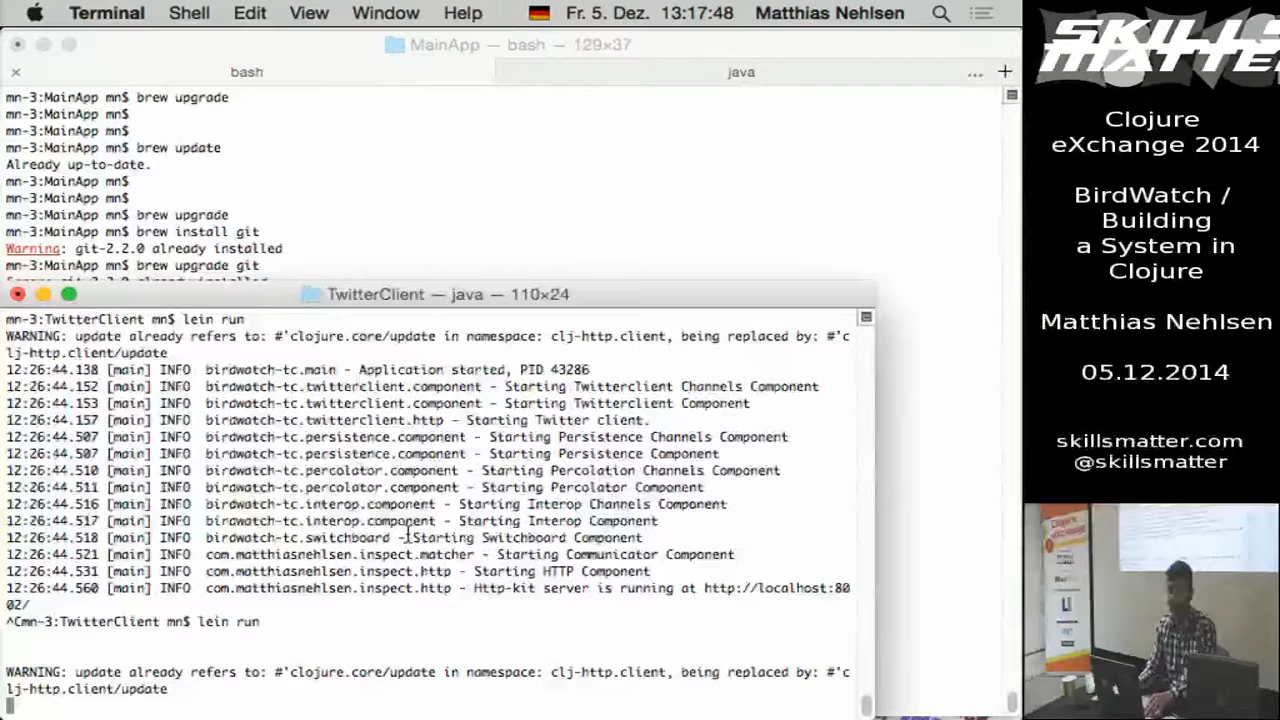 Terminal Shell Edit View Window Help Fr. 5. Dez. 13:17:48 Matthias Nehlsen
MainApp — bash — 129×37
bash java ... +
mn-3:MainApp mn$ brew upgrade
mn-3:MainApp mn$
mn-3:MainApp mn$
mn-3:MainApp mn$ brew update
Already up-to-date.
mn-3:MainApp mn$
mn-3:MainApp mn$
mn-3:MainApp mn$ brew upgrade
mn-3:MainApp mn$ brew install git
Warning: git-2.2.0 already installed
mn-3:MainApp mn$ brew upgrade git
TwitterClient — java — 110×24
mn-3:TwitterClient mn$ lein run
WARNING: update already refers to: #'clojure.core/update in namespace: clj-http.client, being replaced by: #'c
lj-http.client/update
12:26:44.138 [main] INFO  birdwatch-tc.main - Application started, PID 43286
12:26:44.152 [main] INFO  birdwatch-tc.twitterclient.component - Starting Twitterclient Channels Component
12:26:44.153 [main] INFO  birdwatch-tc.twitterclient.component - Starting Twitterclient Component
12:26:44.157 [main] INFO  birdwatch-tc.twitterclient.http - Starting Twitter client.
12:26:44.507 [main] INFO  birdwatch-tc.persistence.component - Starting Persistence Channels Component
12:26:44.507 [main] INFO  birdwatch-tc.persistence.component - Starting Persistence Component
12:26:44.510 [main] INFO  birdwatch-tc.percolator.component - Starting Percolation Channels Component
12:26:44.511 [main] INFO  birdwatch-tc.percolator.component - Starting Percolator Component
12:26:44.516 [main] INFO  birdwatch-tc.interop.component - Starting Interop Channels Component
12:26:44.517 [main] INFO  birdwatch-tc.interop.component - Starting Interop Component
12:26:44.518 [main] INFO  birdwatch-tc.switchboard - Starting Switchboard Component
12:26:44.521 [main] INFO  com.matthiasnehlsen.inspect.matcher - Starting Communicator Component
12:26:44.531 [main] INFO  com.matthiasnehlsen.inspect.http - Starting HTTP Component
12:26:44.560 [main] INFO  com.matthiasnehlsen.inspect.http - Http-kit server is running at http://localhost:80
02/
^Cmn-3:TwitterClient mn$ lein run
WARNING: update already refers to: #'clojure.core/update in namespace: clj-http.client, being replaced by: #'c
lj-http.client/update
SKILLS
MATTER
Clojure
eXchange 2014
BirdWatch /
Building
a System in
Clojure
Matthias Nehlsen
05.12.2014
skillsmatter.com
@skillsmatter